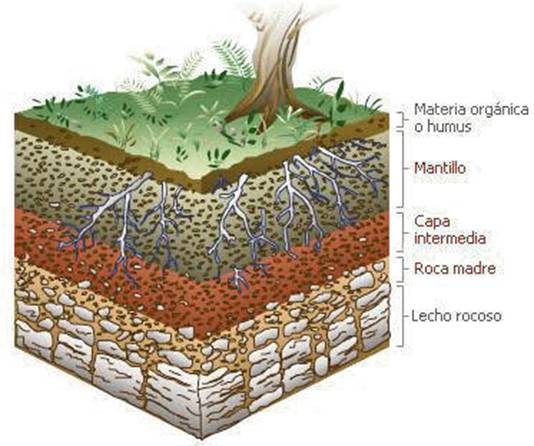 Materia orgánica
o humus
Mantillo
Capa
intermedia
Roca madre
Lecho rocoso